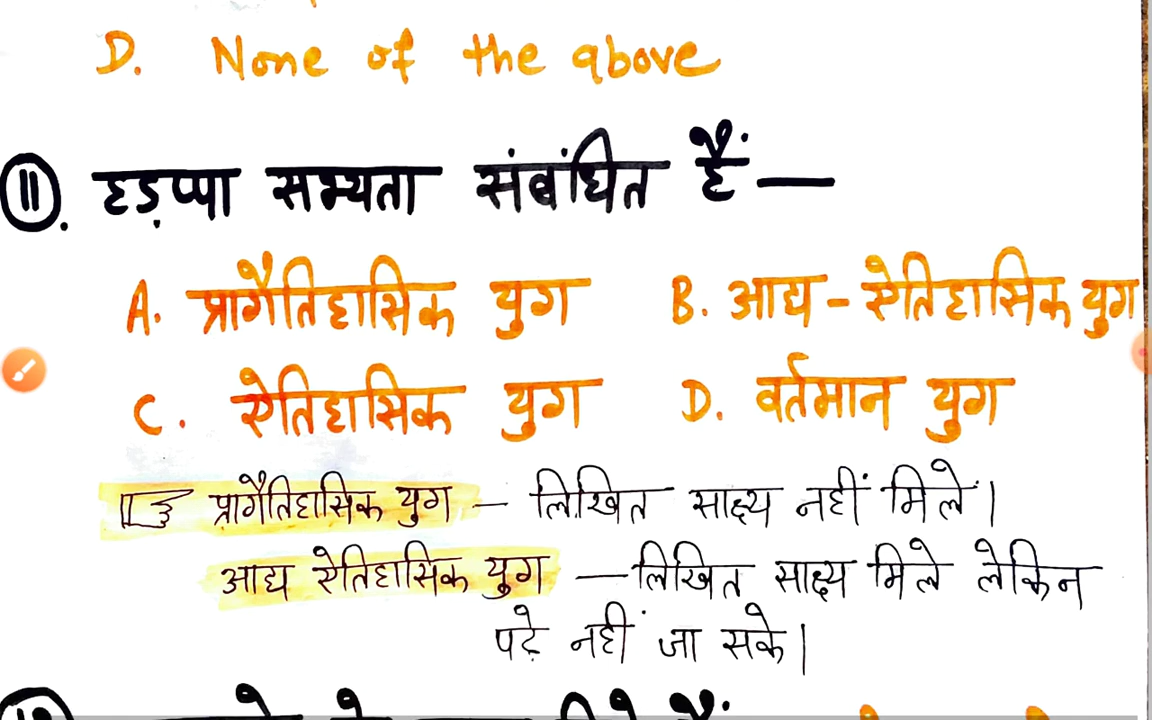 D. None of the above
11. हड़प्पा सभ्यता संबंधित हैं —
A. प्रागैतिहासिक युग B. आद्य - ऐतिहासिक युग
C. ऐतिहासिक युग D. वर्तमान युग
प्रागैतिहासिक युग — लिखित साक्ष्य नहीं मिले।
आद्य ऐतिहासिक युग — लिखित साक्ष्य मिले लेकिन
पढ़े नहीं जा सके।